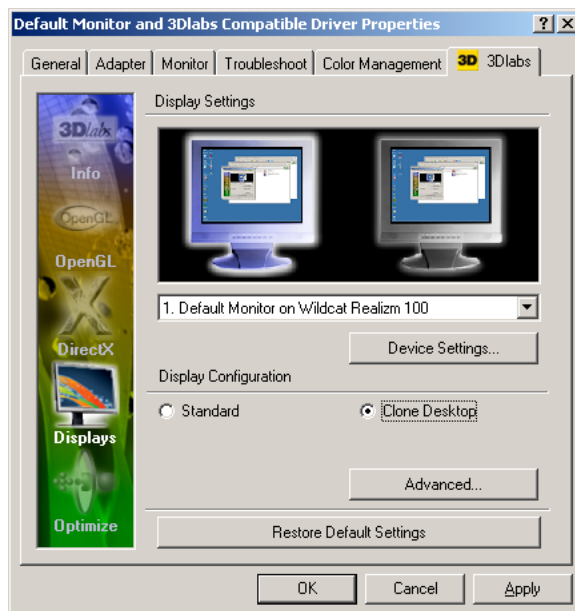 Default Monitor and 3Dlabs Compatible Driver Properties
General Adapter Monitor Troubleshoot Color Management 3D 3Dlabs
Display Settings
3Dlabs
Info
OpenGL
OpenGL
DirectX
Displays
Optimize
1. Default Monitor on Wildcat Realizm 100
Device Settings...
Display Configuration
Standard Clone Desktop
Advanced...
Restore Default Settings
OK Cancel Apply